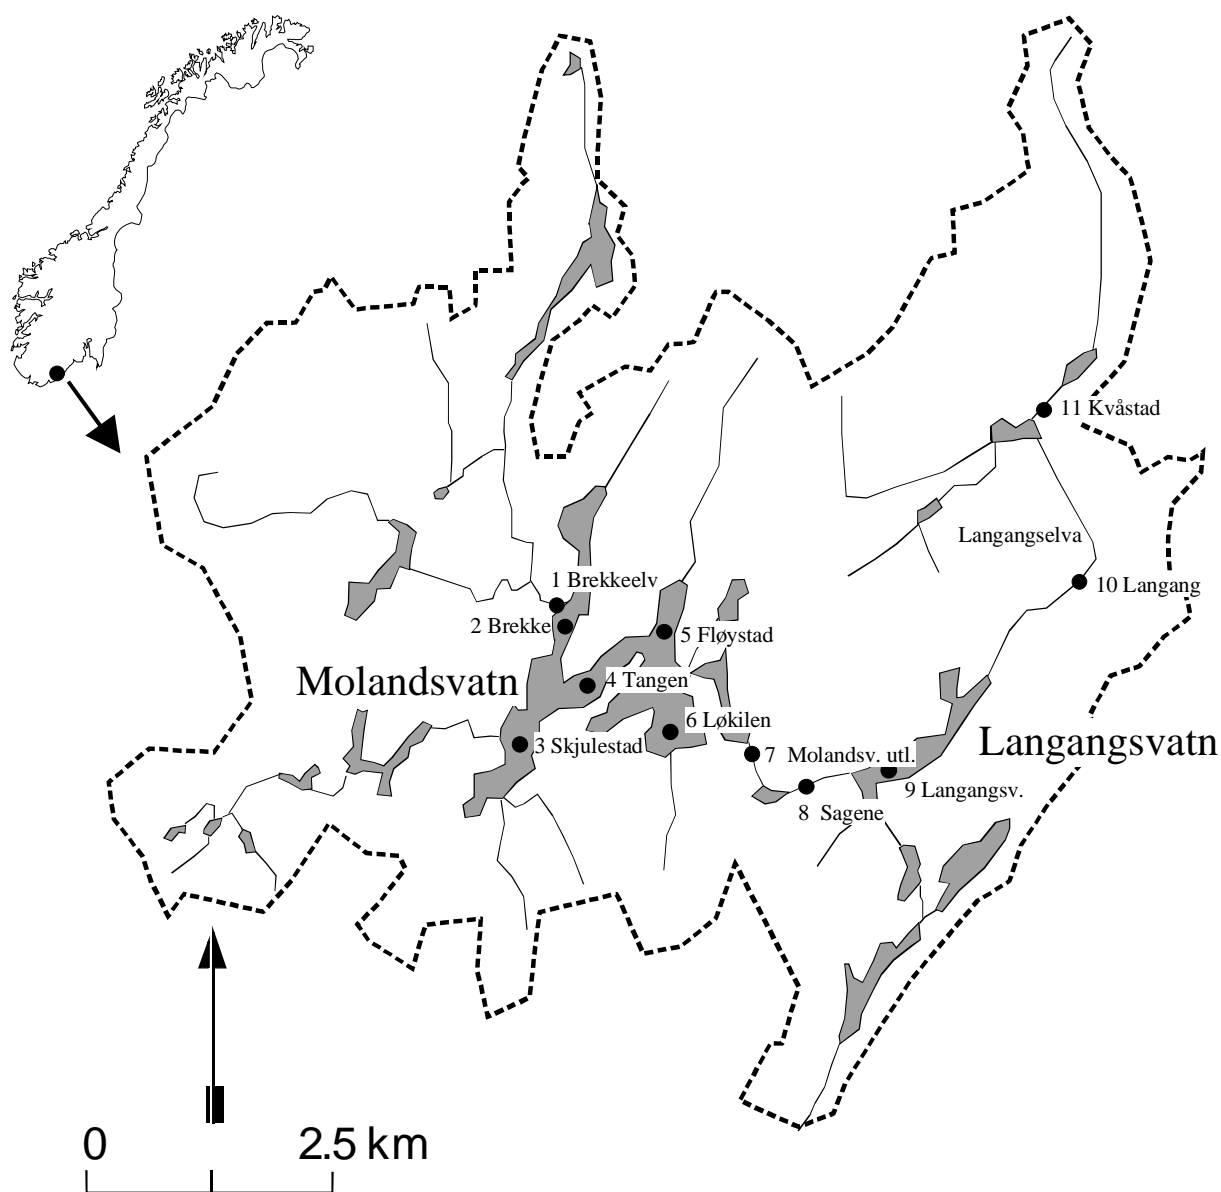 11 Kvåstad
Langangselva
1 Brekkeelv
10 Langang
2 Brekke
5 Fløystad
Molandsvatn
4 Tangen
6 Løkilen
3 Skjulestad
Langangsvatn
7 Molandsv. utl.
9 Langangsv.
8 Sagene
0 2.5 km